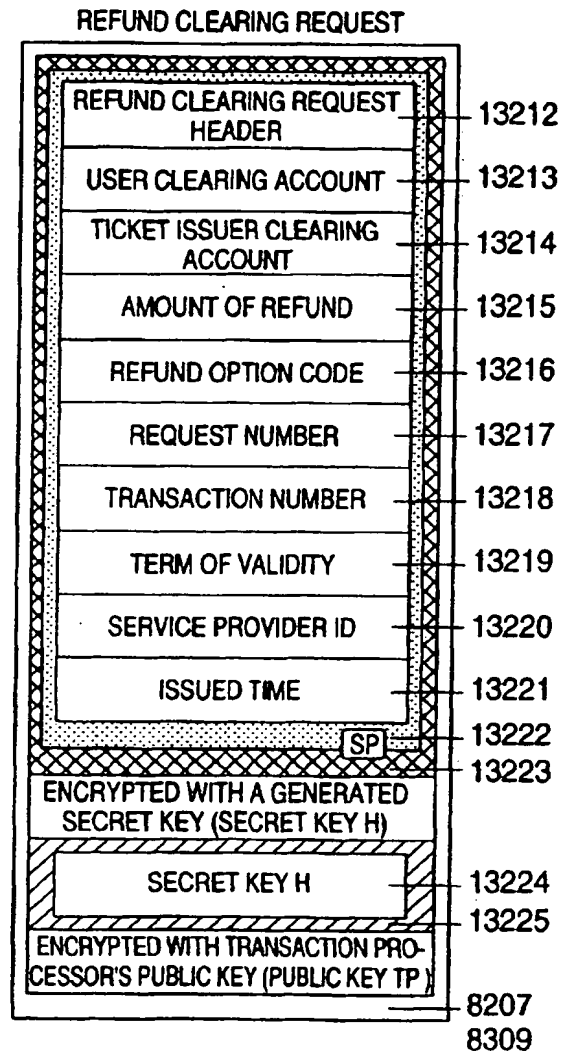 REFUND CLEARING REQUEST
REFUND CLEARING REQUEST
HEADER
13212
USER CLEARING ACCOUNT
13213
TICKET ISSUER CLEARING
ACCOUNT
13214
AMOUNT OF REFUND
13215
REFUND OPTION CODE
13216
REQUEST NUMBER
13217
TRANSACTION NUMBER
13218
TERM OF VALIDITY
13219
SERVICE PROVIDER ID
13220
ISSUED TIME
13221
SP
13222
13223
ENCRYPTED WITH A GENERATED
SECRET KEY (SECRET KEY H)
SECRET KEY H
13224
13225
ENCRYPTED WITH TRANSACTION PRO-
CESSOR'S PUBLIC KEY (PUBLIC KEY TP )
8207
8309